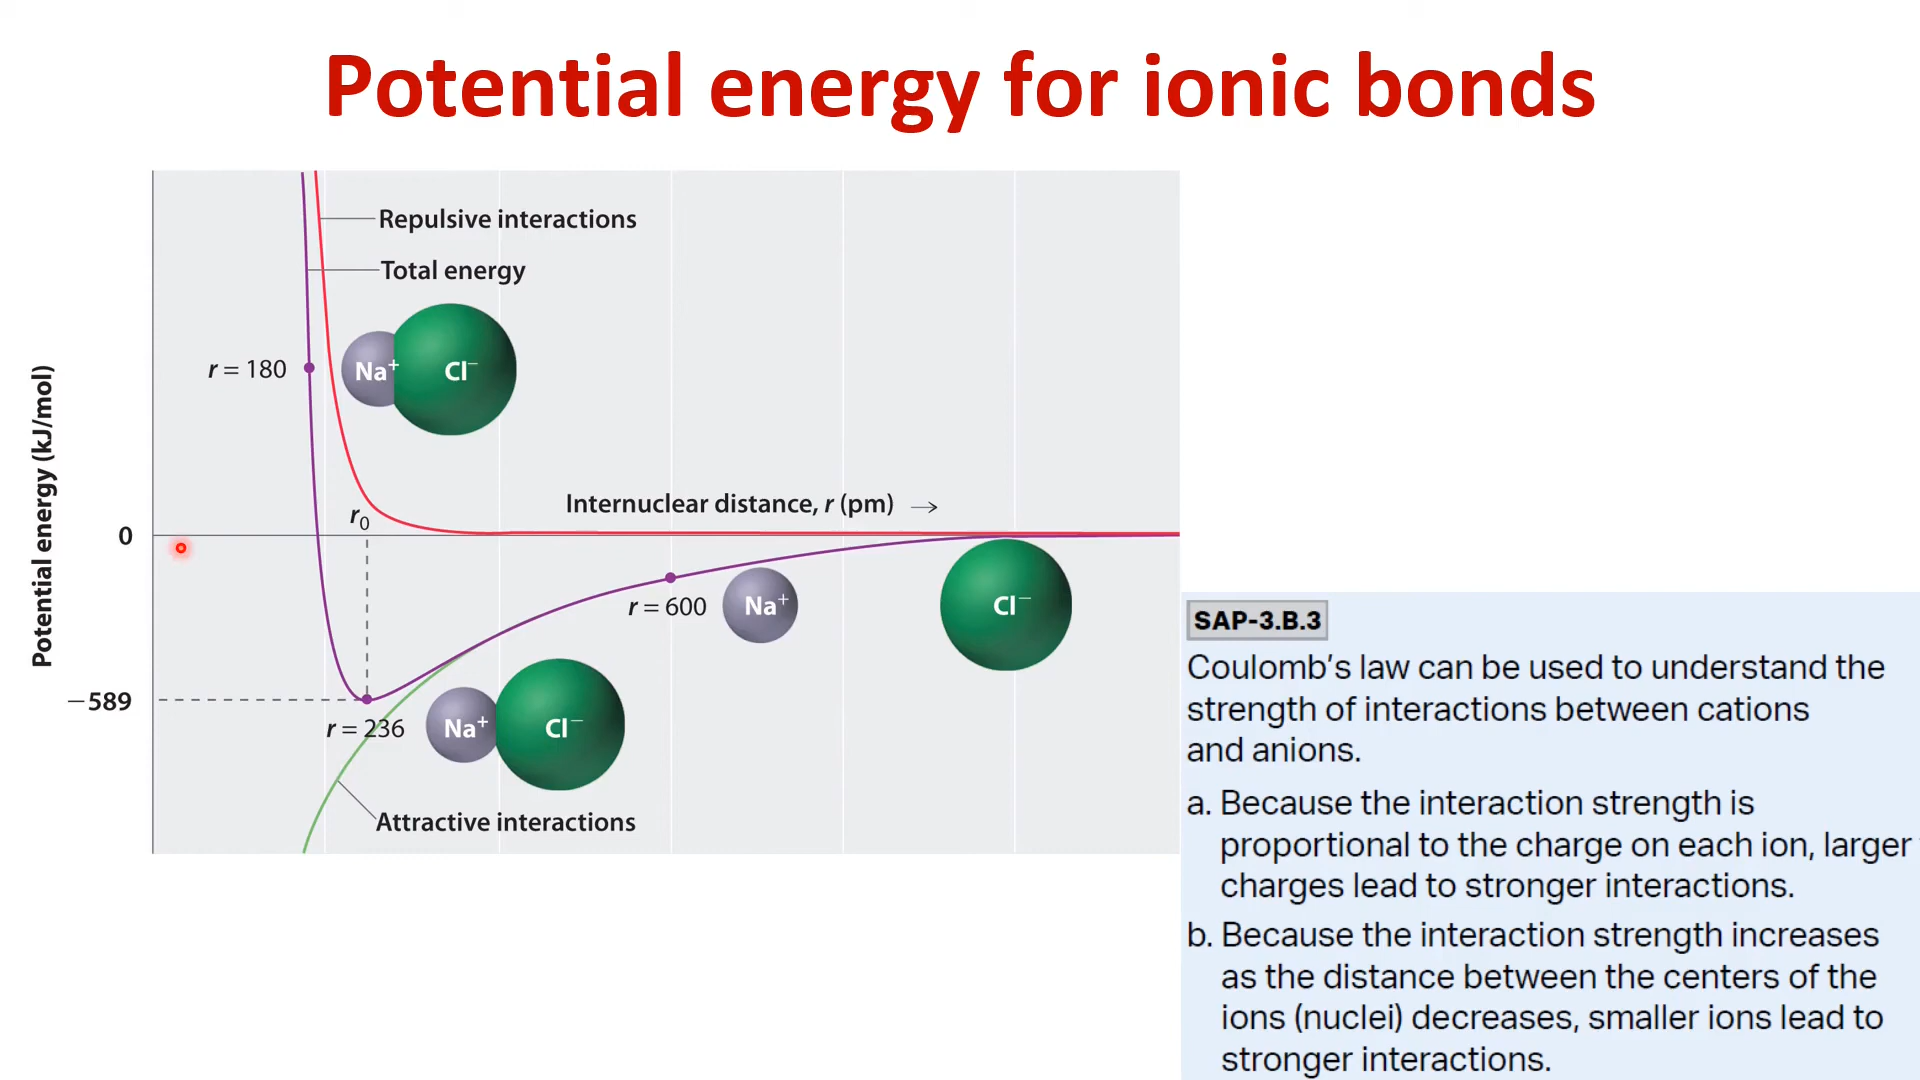 Potential energy for ionic bonds
Repulsive interactions
Total energy
r = 180
Na⁺
Cl⁻
Internuclear distance, r (pm) →
r₀
0
Potential energy (kJ/mol)
r = 600
Na⁺
Cl⁻
−589
r = 236
Na⁺
Cl⁻
Attractive interactions
SAP-3.B.3
Coulomb's law can be used to understand the
strength of interactions between cations
and anions.
a. Because the interaction strength is
proportional to the charge on each ion, larger
charges lead to stronger interactions.
b. Because the interaction strength increases
as the distance between the centers of the
ions (nuclei) decreases, smaller ions lead to
stronger interactions.